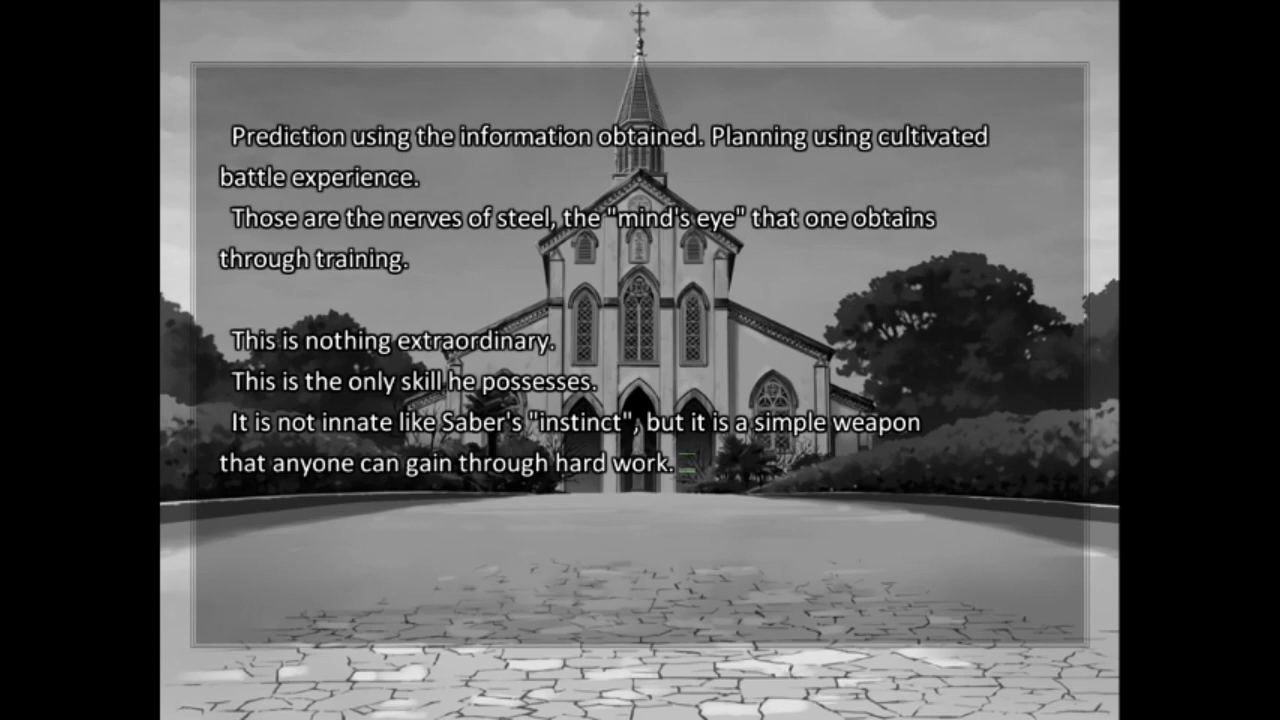 Prediction using the information obtained. Planning using cultivated
battle experience.
Those are the nerves of steel, the "mind's eye" that one obtains
through training.
This is nothing extraordinary.
This is the only skill he possesses.
It is not innate like Saber's "instinct", but it is a simple weapon
that anyone can gain through hard work.